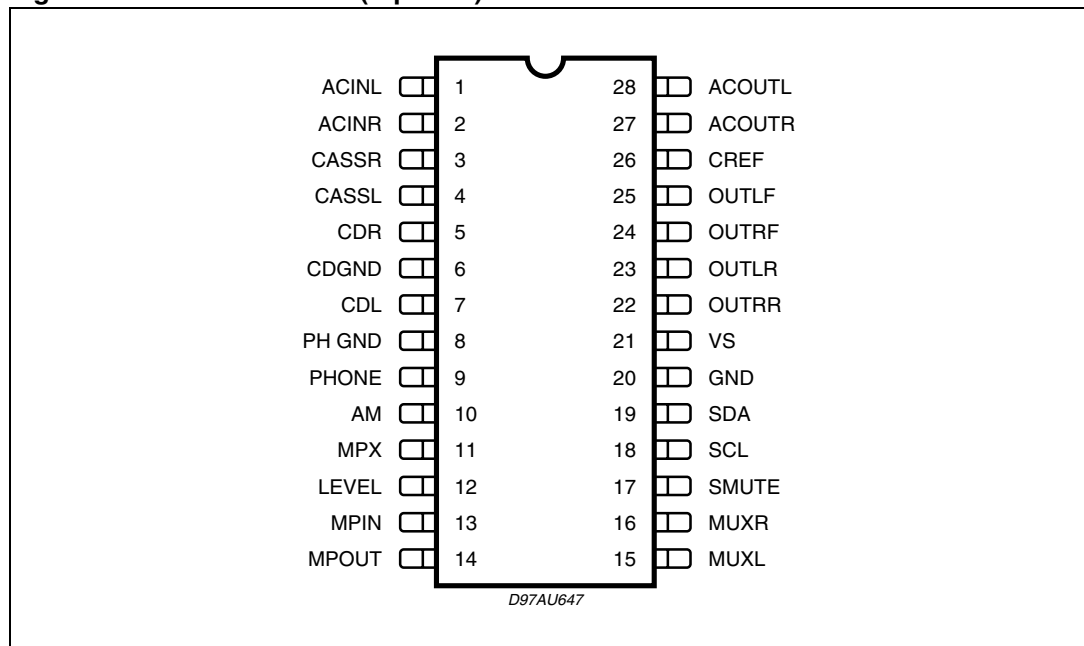 ACINL 1 28 ACOUTL
ACINR 2 27 ACOUTR
CASSR 3 26 CREF
CASSL 4 25 OUTLF
CDR 5 24 OUTRF
CDGND 6 23 OUTLR
CDL 7 22 OUTRR
PH GND 8 21 VS
PHONE 9 20 GND
AM 10 19 SDA
MPX 11 18 SCL
LEVEL 12 17 SMUTE
MPIN 13 16 MUXR
MPOUT 14 15 MUXL
D97AU647